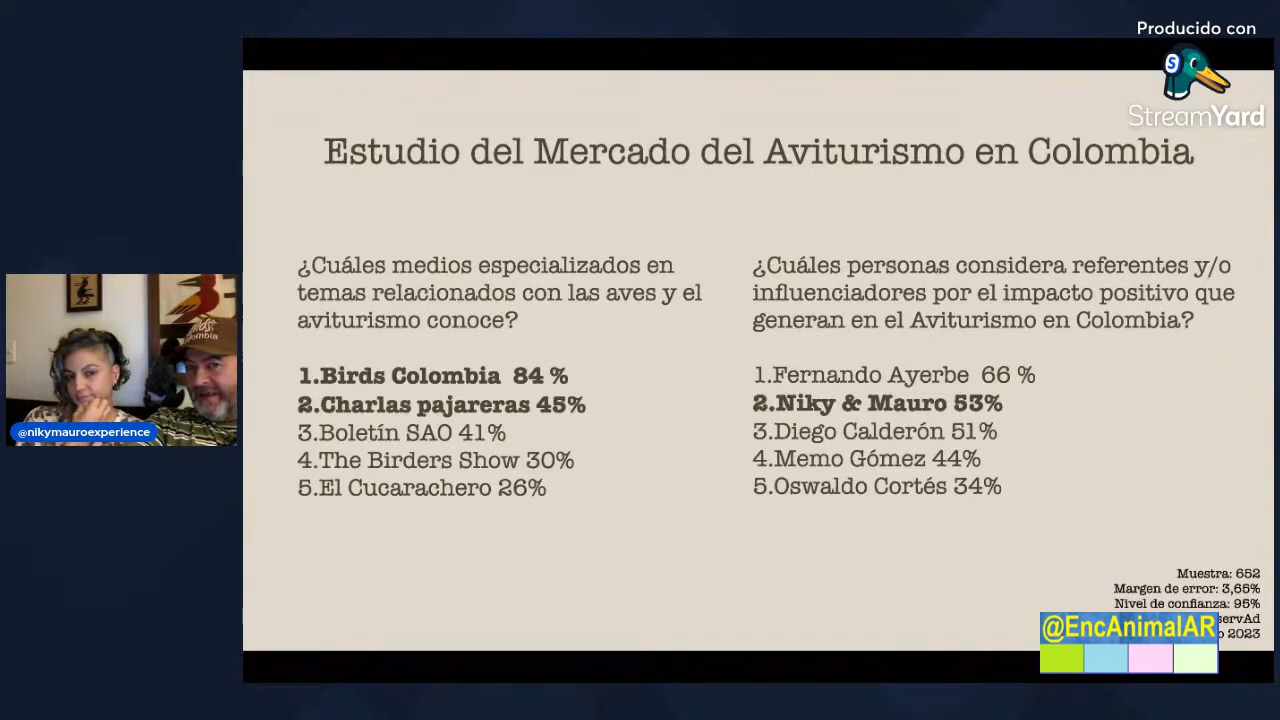 Producido con
StreamYard
Estudio del Mercado del Aviturismo en Colombia
¿Cuáles medios especializados en
temas relacionados con las aves y el
aviturismo conoce?
1.Birds Colombia 84 %
2.Charlas pajareras 45%
3.Boletín SAO 41%
4.The Birders Show 30%
5.El Cucarachero 26%
¿Cuáles personas considera referentes y/o
influenciadores por el impacto positivo que
generan en el Aviturismo en Colombia?
1.Fernando Ayerbe 66 %
2.Niky & Mauro 53%
3.Diego Calderón 51%
4.Memo Gómez 44%
5.Oswaldo Cortés 34%
@nikymauroexperience
Muestra: 652
Margen de error: 3,65%
Nivel de confianza: 95%
2023
@EncAnimalAR